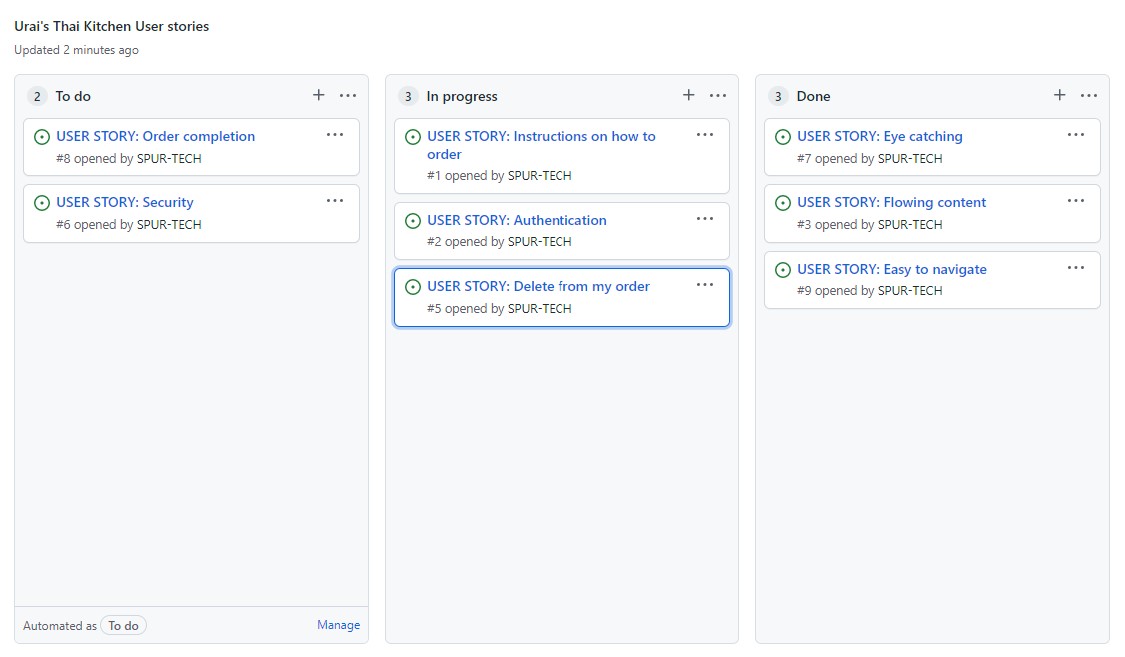 Urai's Thai Kitchen User stories
Updated 2 minutes ago
2 To do
USER STORY: Order completion
#8 opened by SPUR-TECH
USER STORY: Security
#6 opened by SPUR-TECH
Automated as To do
Manage
3 In progress
USER STORY: Instructions on how to
order
#1 opened by SPUR-TECH
USER STORY: Authentication
#2 opened by SPUR-TECH
USER STORY: Delete from my order
#5 opened by SPUR-TECH
3 Done
USER STORY: Eye catching
#7 opened by SPUR-TECH
USER STORY: Flowing content
#3 opened by SPUR-TECH
USER STORY: Easy to navigate
#9 opened by SPUR-TECH